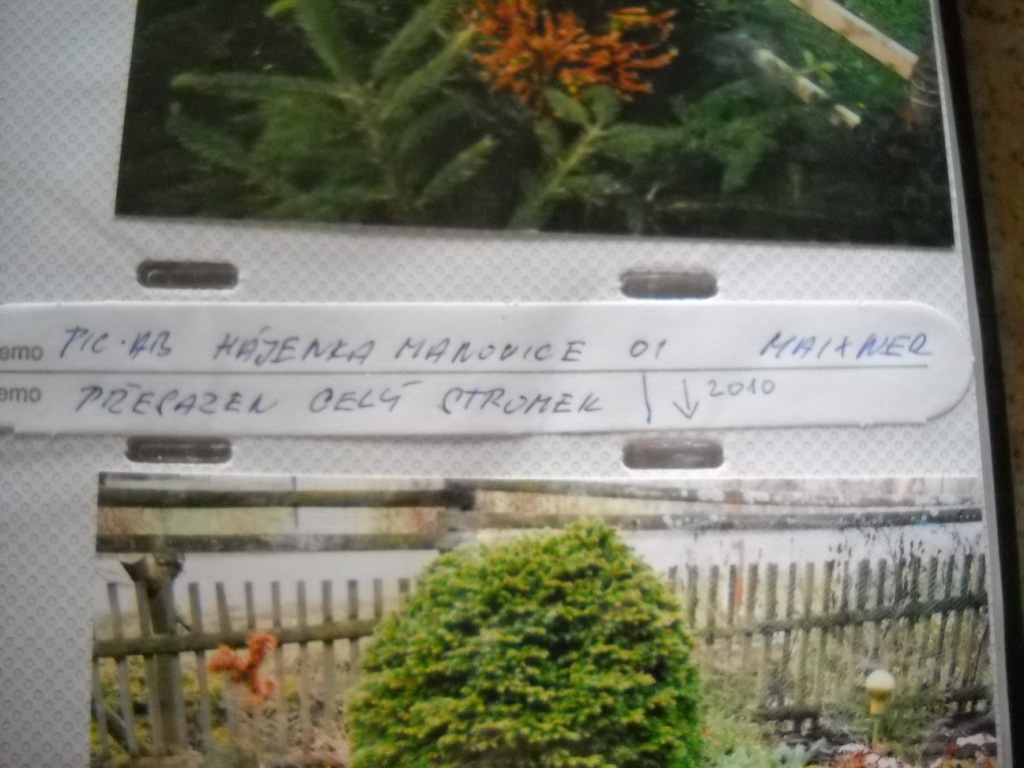 emo PIC. AB HÁJENKA MANOVICE 01 MAIXNER
emo PŘESAZEN CELÝ STROMEK ↓ 2010